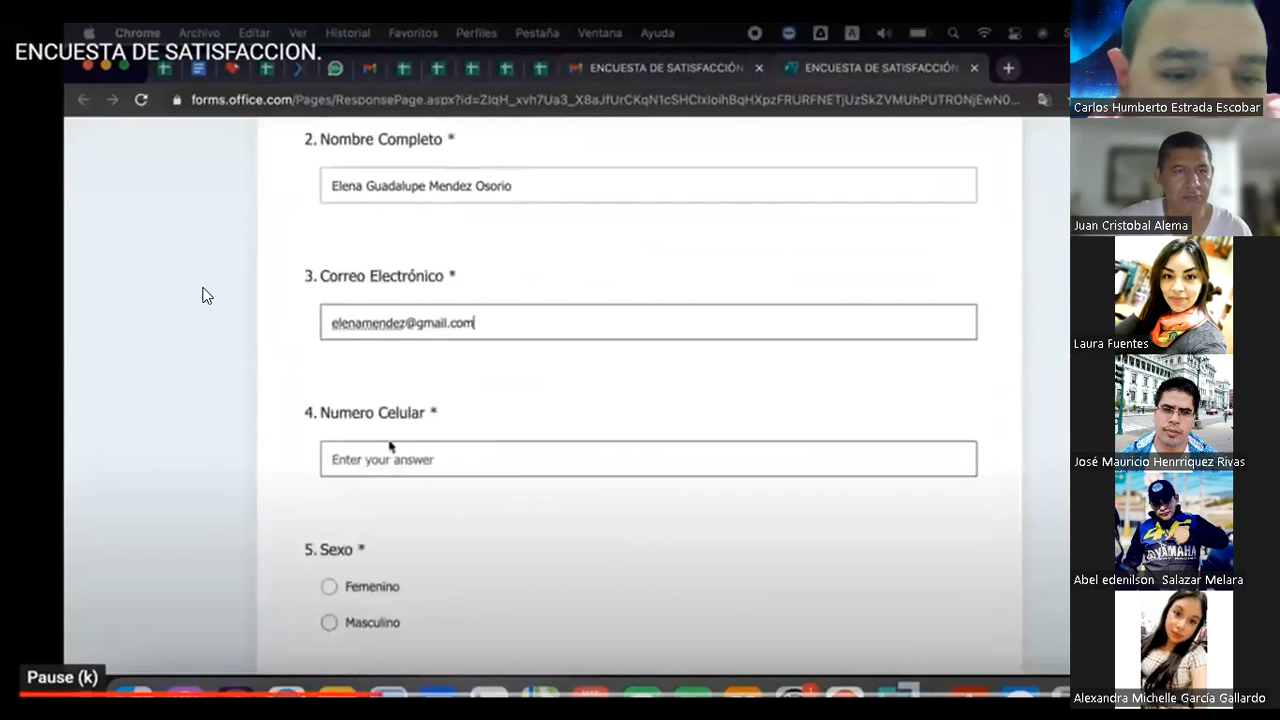 Chrome Archivo Editar Ver Historial Favoritos Perfiles Pestaña Ventana Ayuda
ENCUESTA DE SATISFACCION.
ENCUESTA DE SATISFACCIÓN
ENCUESTA DE SATISFACCIÓN
2. Nombre Completo *
Elena Guadalupe Mendez Osorio
3. Correo Electrónico *
elenamendez@gmail.com
4. Numero Celular *
Enter your answer
5. Sexo *
Femenino
Masculino
Pause (k)
Carlos Humberto Estrada Escobar
Juan Cristobal Alema
Laura Fuentes
José Mauricio Henrriquez Rivas
YAMAHA
Abel edenilson Salazar Melara
Alexandra Michelle García Gallardo